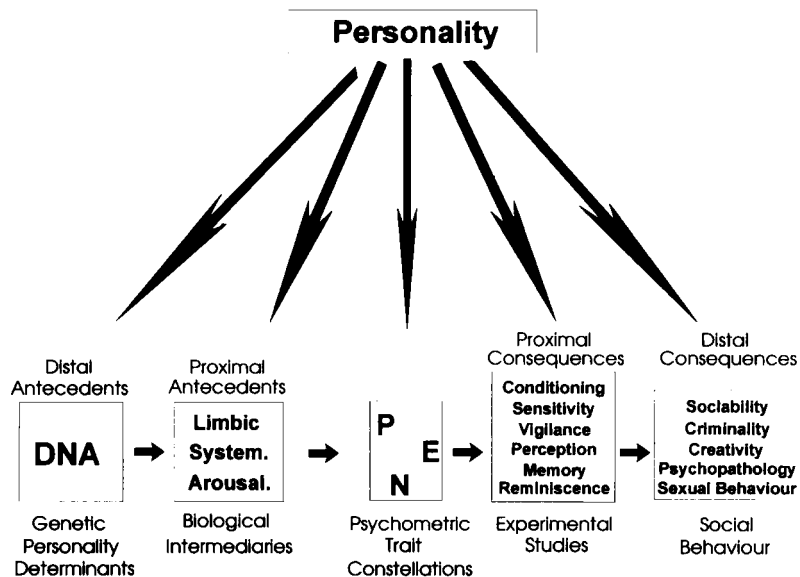 Personality
Distal
Antecedents
DNA
Genetic
Personality
Determinants
Proximal
Antecedents
Limbic
System.
Arousal.
Biological
Intermediaries
P
E
N
Psychometric
Trait
Constellations
Proximal
Consequences
Conditioning
Sensitivity
Vigilance
Perception
Memory
Reminiscence
Experimental
Studies
Distal
Consequences
Sociability
Criminality
Creativity
Psychopathology
Sexual Behaviour
Social
Behaviour